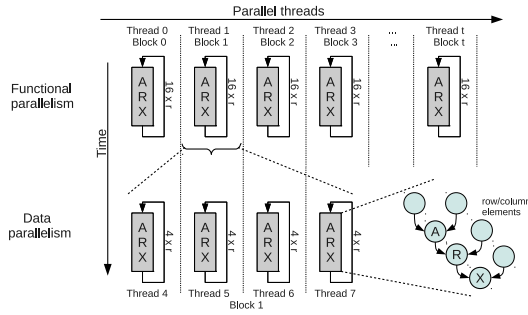 Parallel threads
Thread 0 Thread 1 Thread 2 Thread 3 ... Thread t
Block 0 Block 1 Block 2 Block 3 ... Block t
Functional
parallelism
A R X 16 x r
A R X 16 x r
A R X 16 x r
A R X 16 x r
A R X 16 x r
Time
Data
parallelism
A R X 4 x r
A R X 4 x r
A R X 4 x r
A R X 4 x r
row/column
elements
A
R
X
Thread 4 Thread 5 Thread 6 Thread 7
Block 1